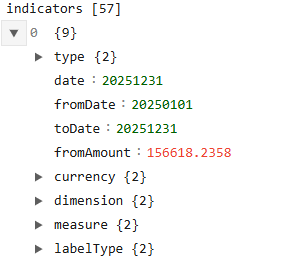 indicators [57]
0 {9}
type {2}
date : 20251231
fromDate : 20250101
toDate : 20251231
fromAmount : 156618.2358
currency {2}
dimension {2}
measure {2}
labelType {2}